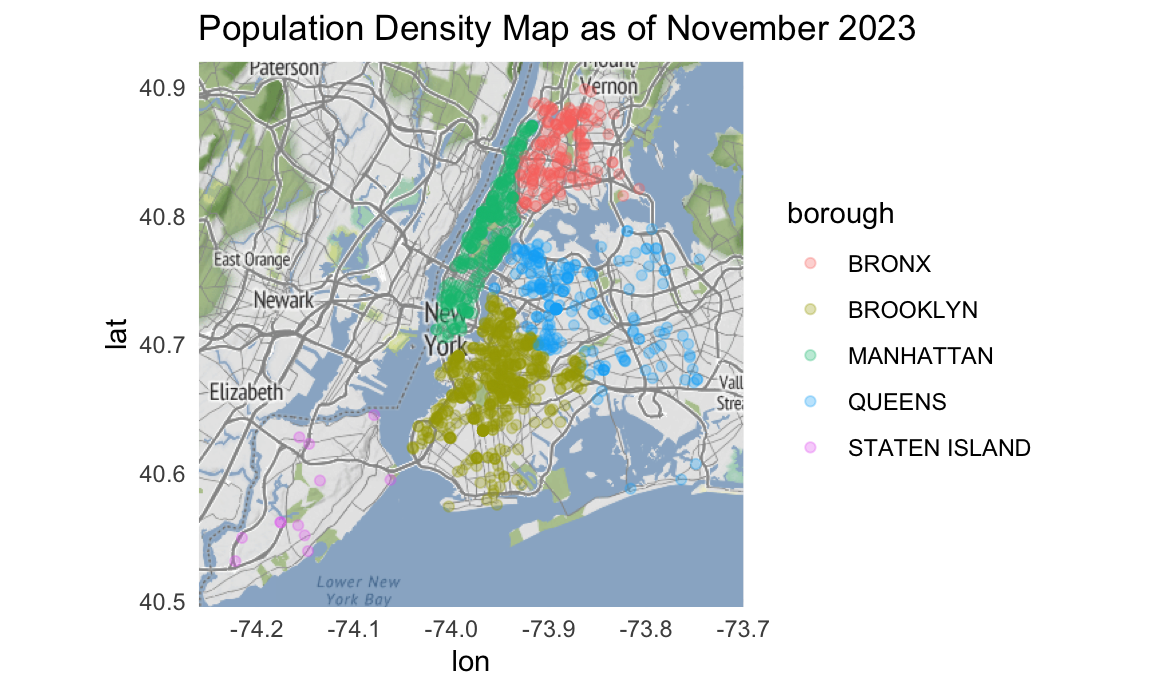 Population Density Map as of November 2023
Paterson
Mount
Vernon
East Orange
Newark
New
York
Elizabeth
Lower New
York Bay
40.9
40.8
40.7
40.6
40.5
lat
-74.2 -74.1 -74.0 -73.9 -73.8 -73.7
lon
borough
BRONX
BROOKLYN
MANHATTAN
QUEENS
STATEN ISLAND